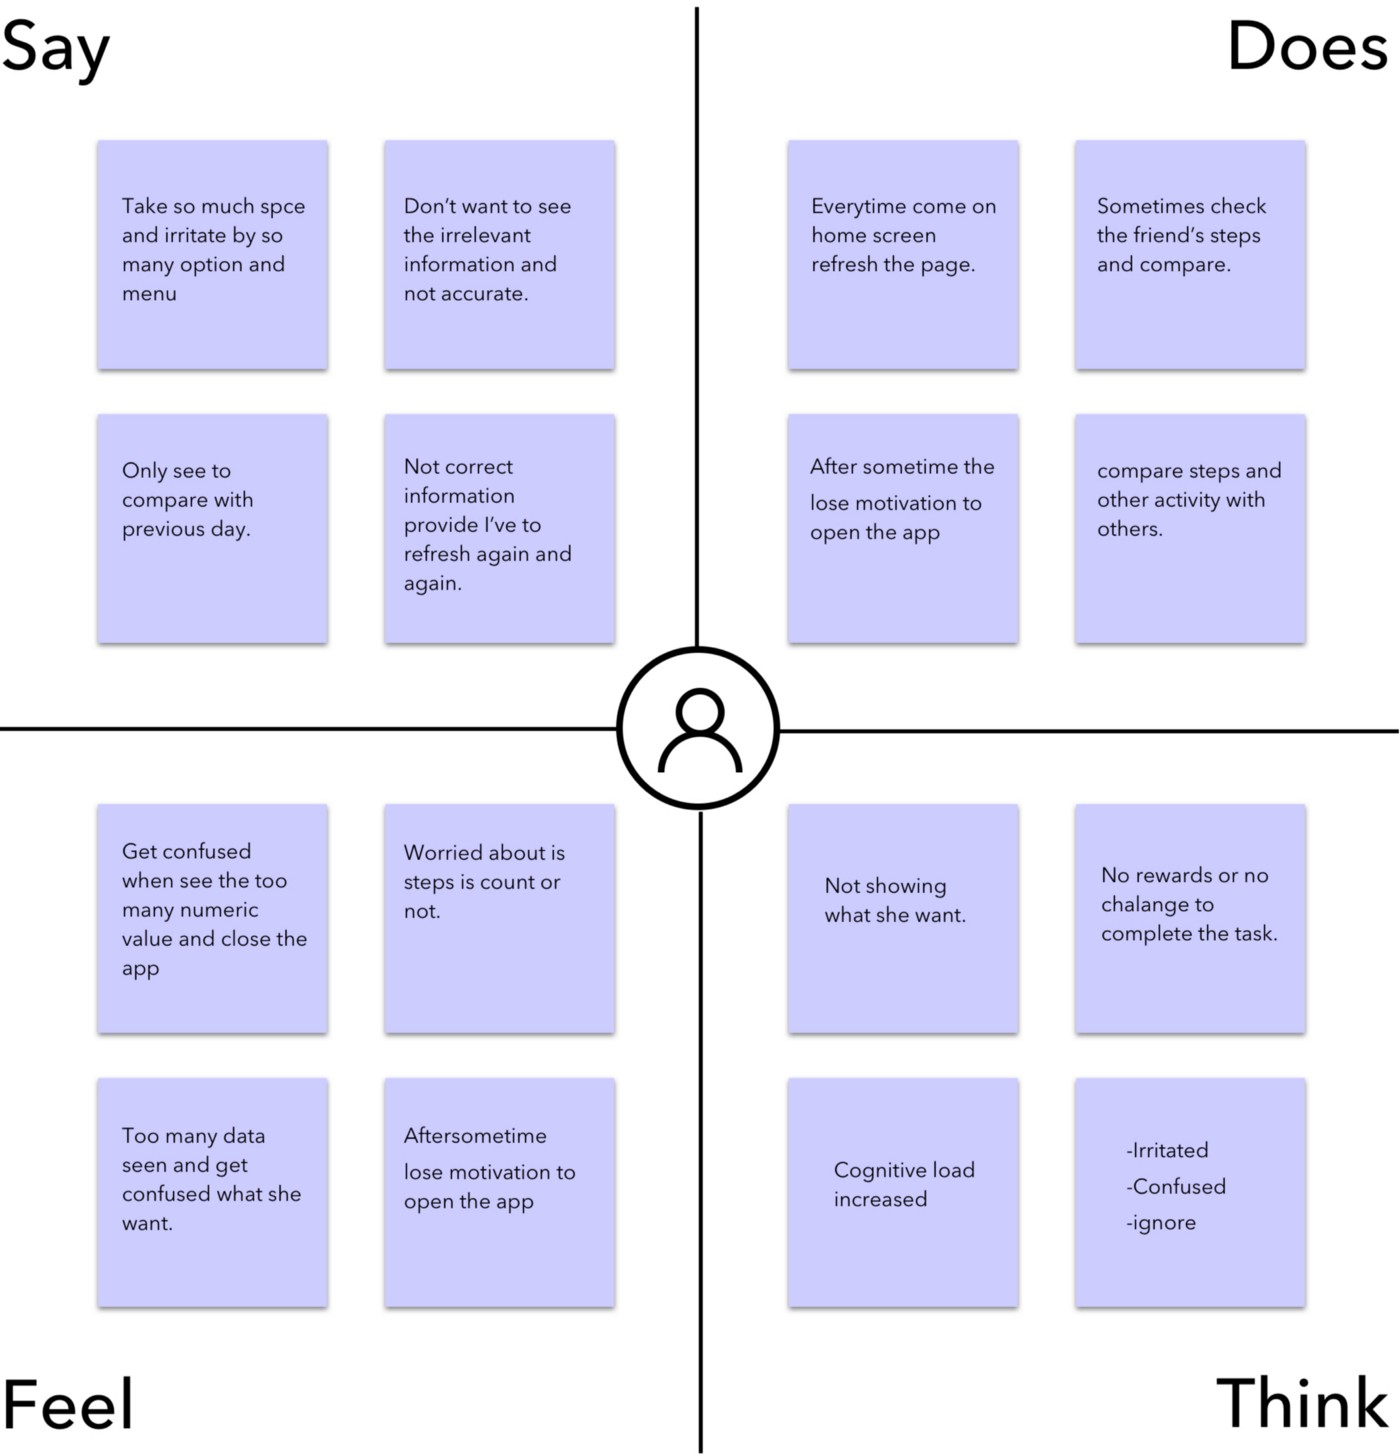 Say
Does
Take so much spce
and irritate by so
many option and
menu
Don’t want to see
the irrelevant
information and
not accurate.
Everytime come on
home screen
refresh the page.
Sometimes check
the friend’s steps
and compare.
Only see to
compare with
previous day.
Not correct
information
provide I’ve to
refresh again and
again.
After sometime the
lose motivation to
open the app
compare steps and
other activity with
others.
Get confused
when see the too
many numeric
value and close the
app
Worried about is
steps is count or
not.
Not showing
what she want.
No rewards or no
chalange to
complete the task.
Too many data
seen and get
confused what she
want.
Aftersometime
lose motivation to
open the app
Cognitive load
increased
-Irritated
-Confused
-ignore
Feel
Think